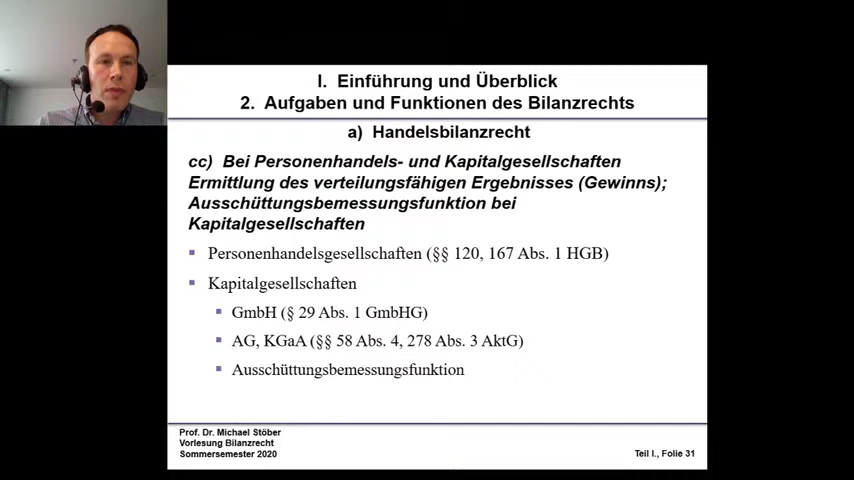 I. Einführung und Überblick
2. Aufgaben und Funktionen des Bilanzrechts
a) Handelsbilanzrecht
cc) Bei Personenhandels- und Kapitalgesellschaften
Ermittlung des verteilungsfähigen Ergebnisses (Gewinns);
Ausschüttungsbemessungsfunktion bei
Kapitalgesellschaften
Personenhandelsgesellschaften (§§ 120, 167 Abs. 1 HGB)
Kapitalgesellschaften
GmbH (§ 29 Abs. 1 GmbHG)
AG, KGaA (§§ 58 Abs. 4, 278 Abs. 3 AktG)
Ausschüttungsbemessungsfunktion
Prof. Dr. Michael Stöber
Vorlesung Bilanzrecht
Sommersemester 2020
Teil I., Folie 31